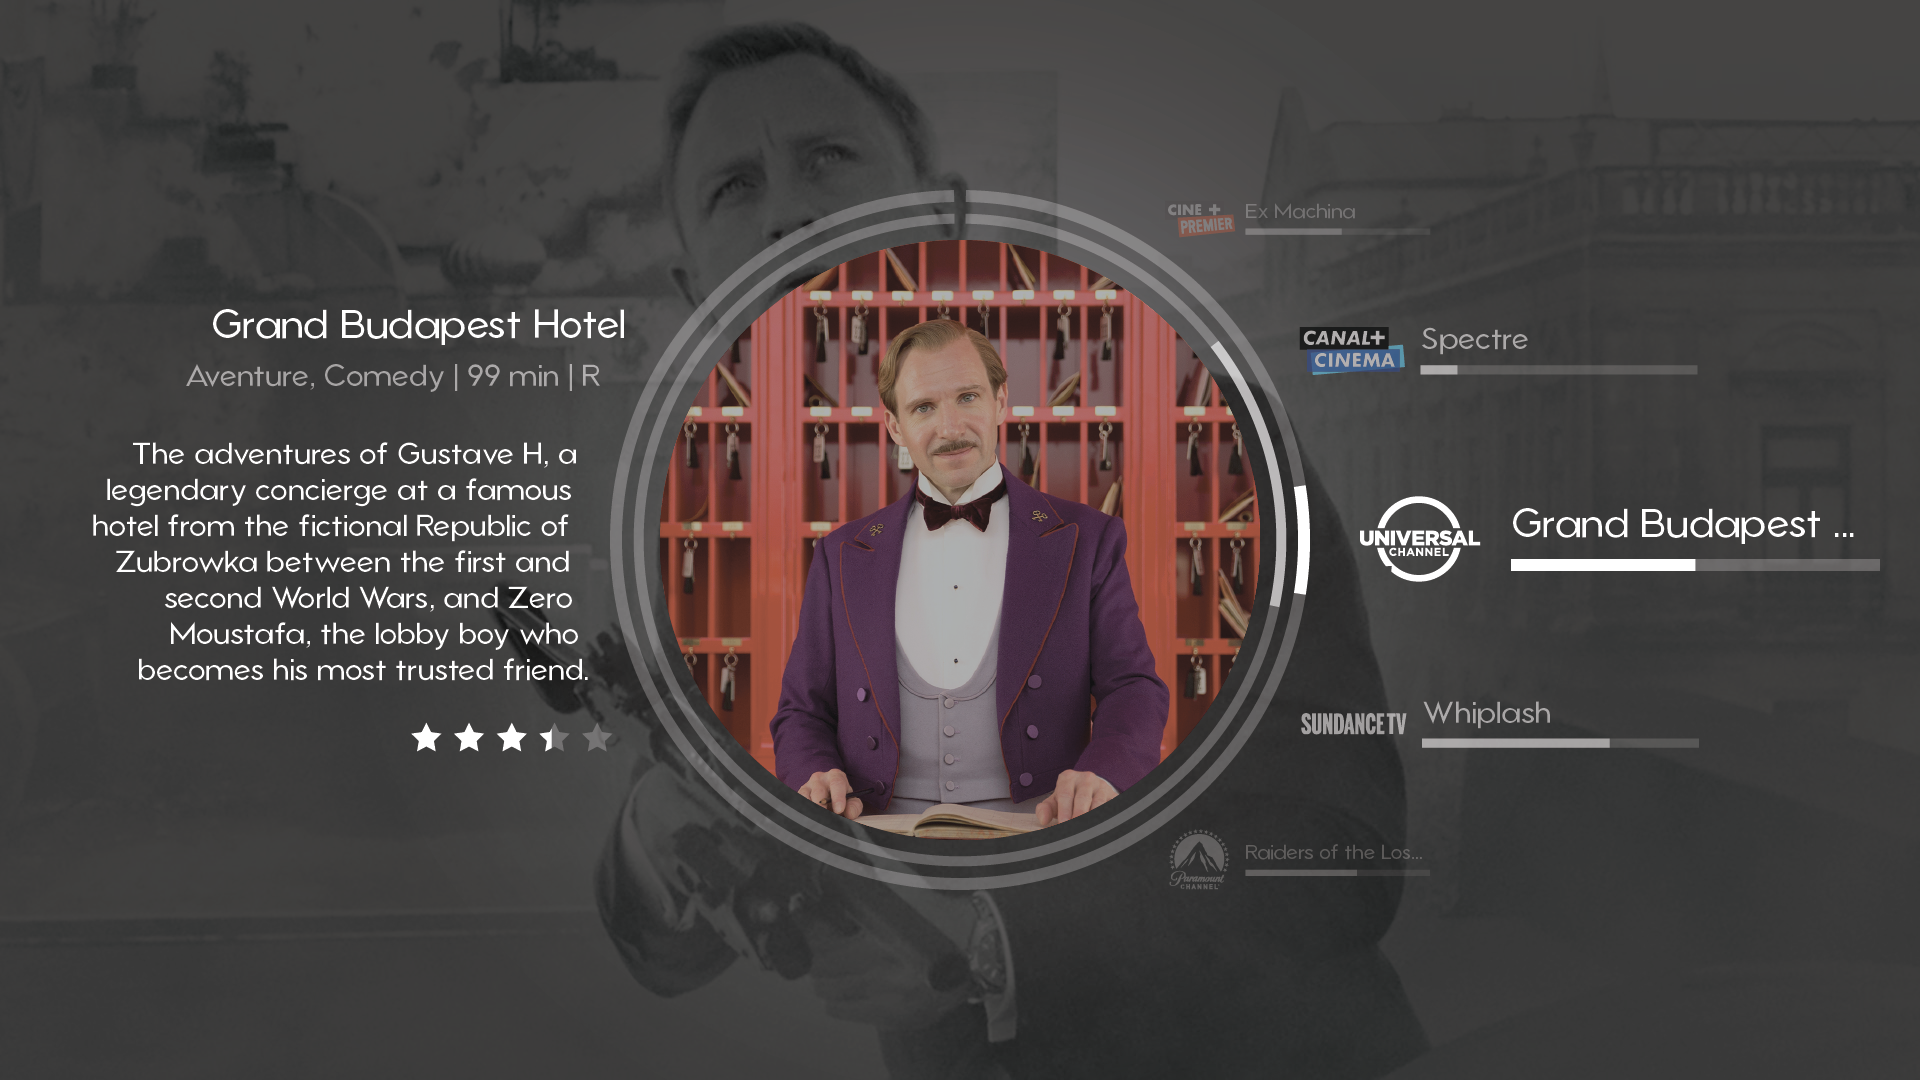 Grand Budapest Hotel
Aventure, Comedy | 99 min | R
The adventures of Gustave H, a
legendary concierge at a famous
hotel from the fictional Republic of
Zubrowka between the first and
second World Wars, and Zero
Moustafa, the lobby boy who
becomes his most trusted friend.
CINE +
PREMIER
Ex Machina
CANAL+
CINEMA
Spectre
UNIVERSAL
CHANNEL
Grand Budapest ...
SUNDANCE TV
Whiplash
Paramount
CHANNEL
Raiders of the Los...